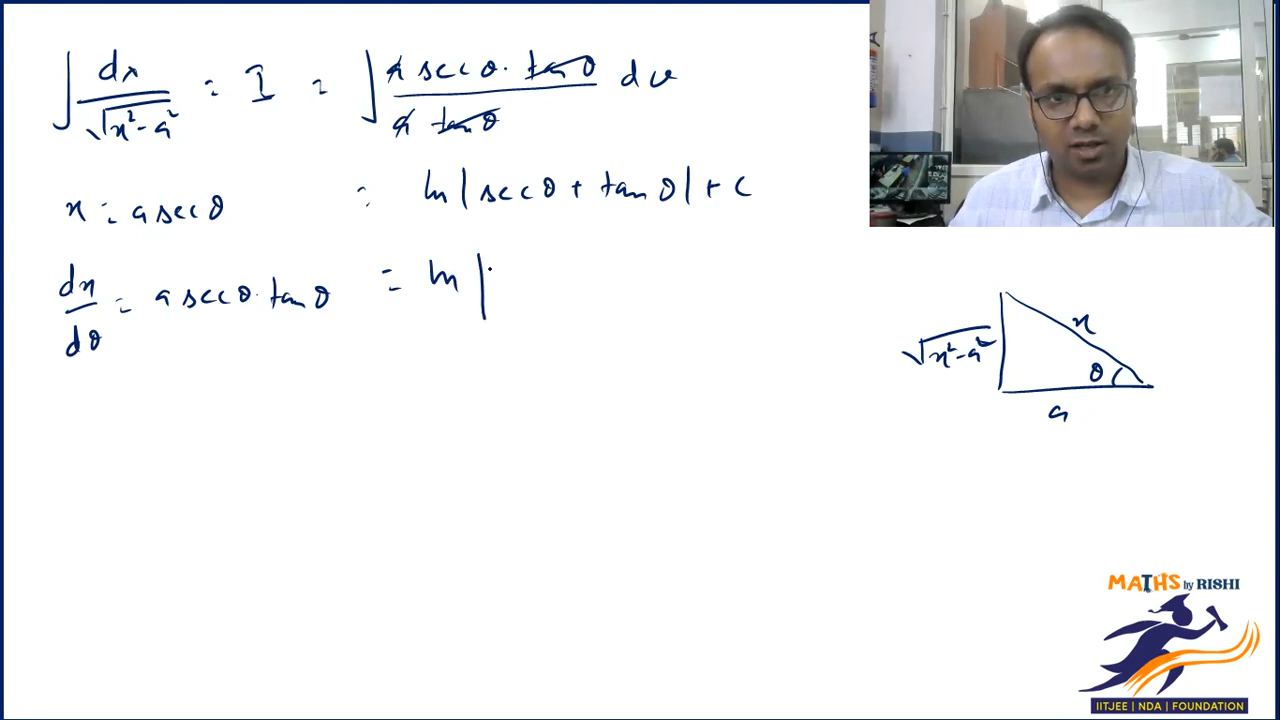 ∫ dx/√(x²-a²) = I = ∫ a secθ·tanθ / a tanθ dθ
x = a secθ = ln|secθ + tanθ| + c
dx/dθ = a secθ·tanθ = ln |
x
√(x²-a²)
θ
a
MATHS by RISHI
IITJEE | NDA | FOUNDATION